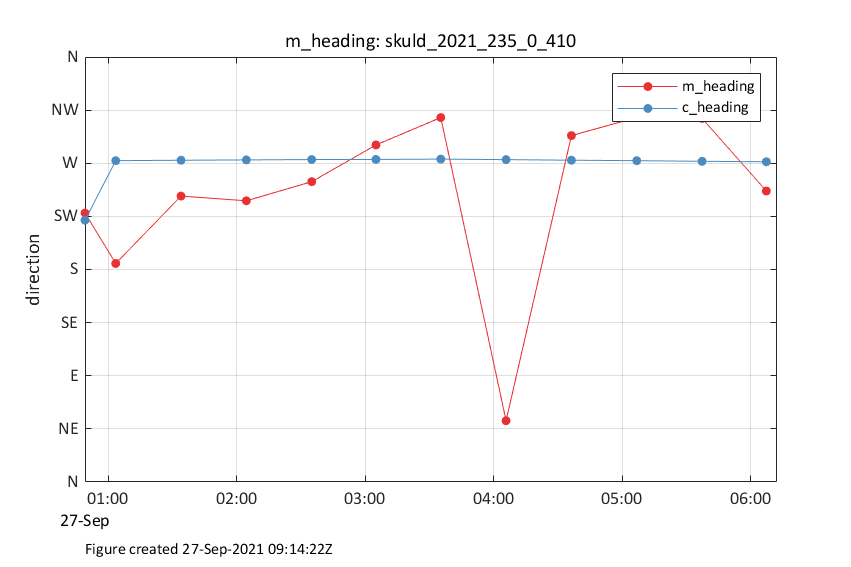 m_heading: skuld_2021_235_0_410
N
NW
W
SW
S
SE
E
NE
N
direction
m_heading
c_heading
01:00 02:00 03:00 04:00 05:00 06:00
27-Sep
Figure created 27-Sep-2021 09:14:22Z